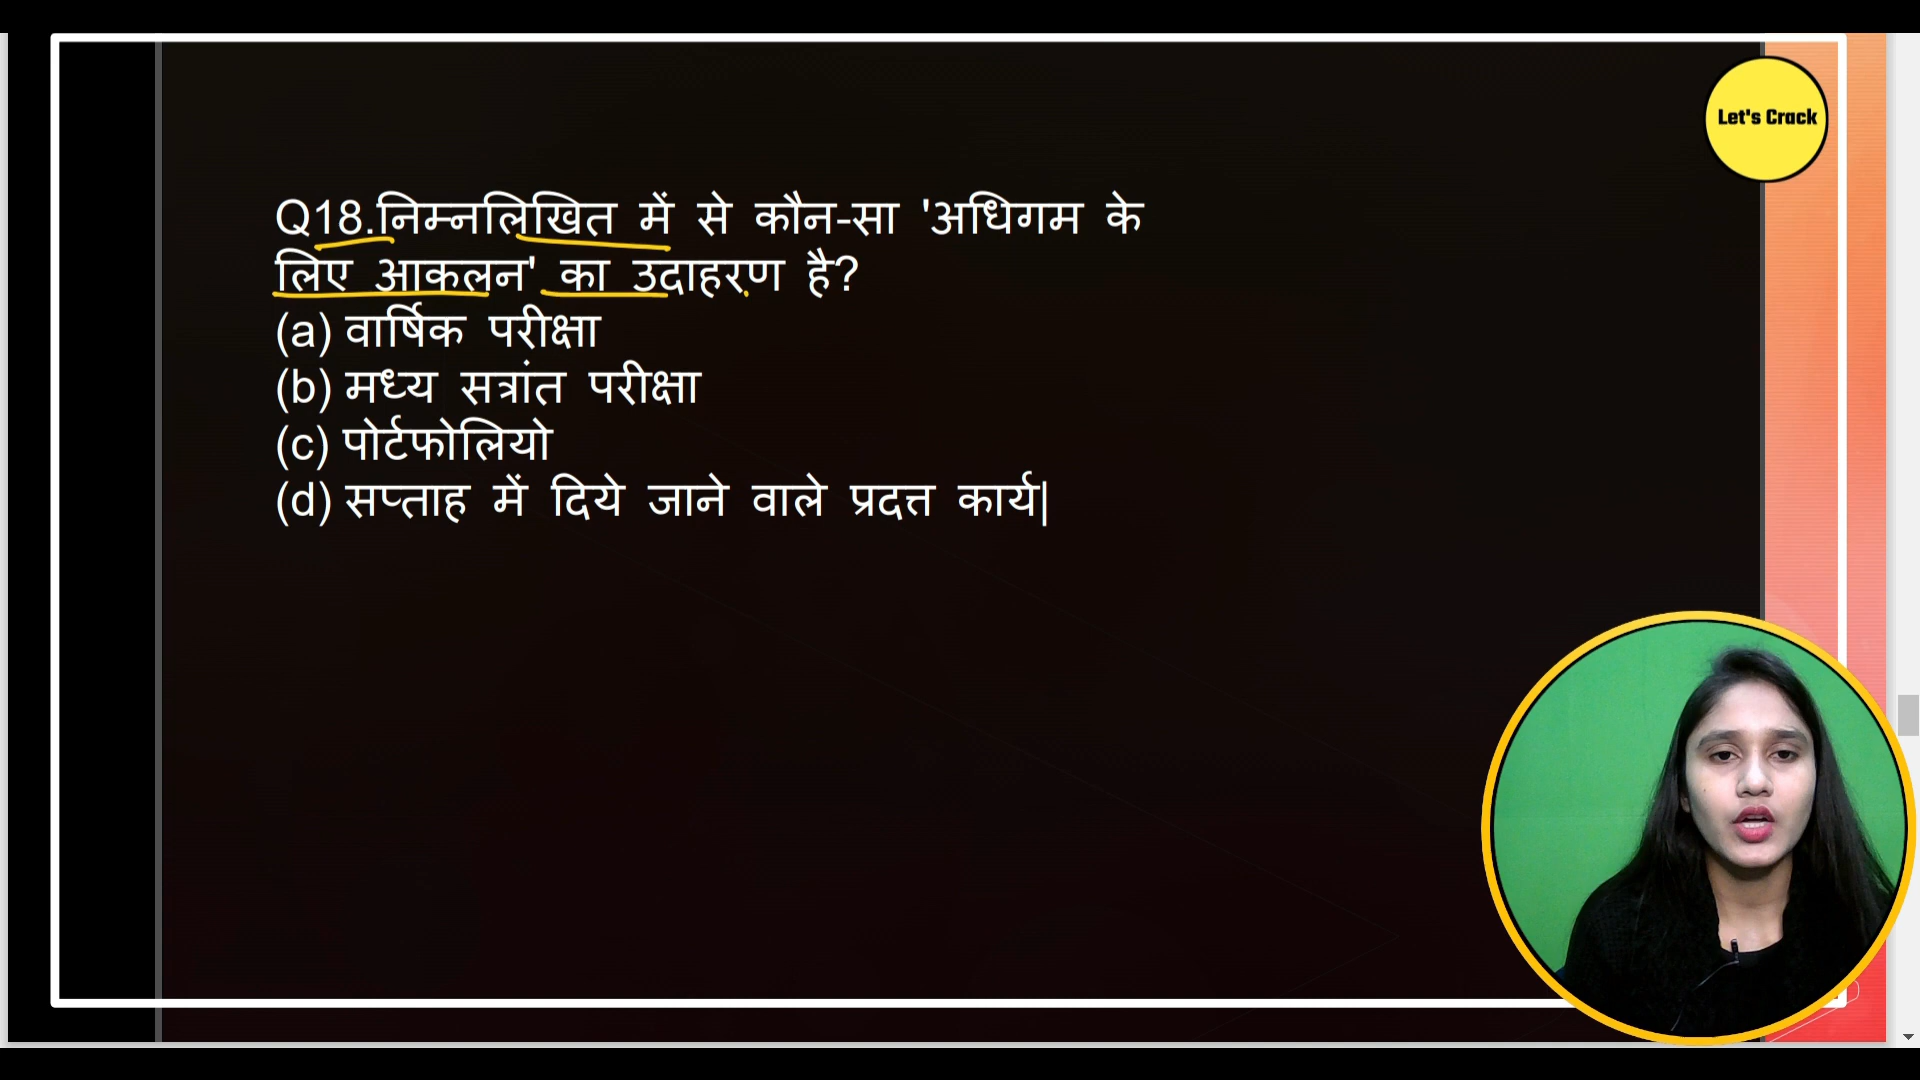 Let's Crack
Q18.निम्नलिखित में से कौन-सा 'अधिगम के
लिए आकलन' का उदाहरण है?
(a) वार्षिक परीक्षा
(b) मध्य सत्रांत परीक्षा
(c) पोर्टफोलियो
(d) सप्ताह में दिये जाने वाले प्रदत्त कार्य|